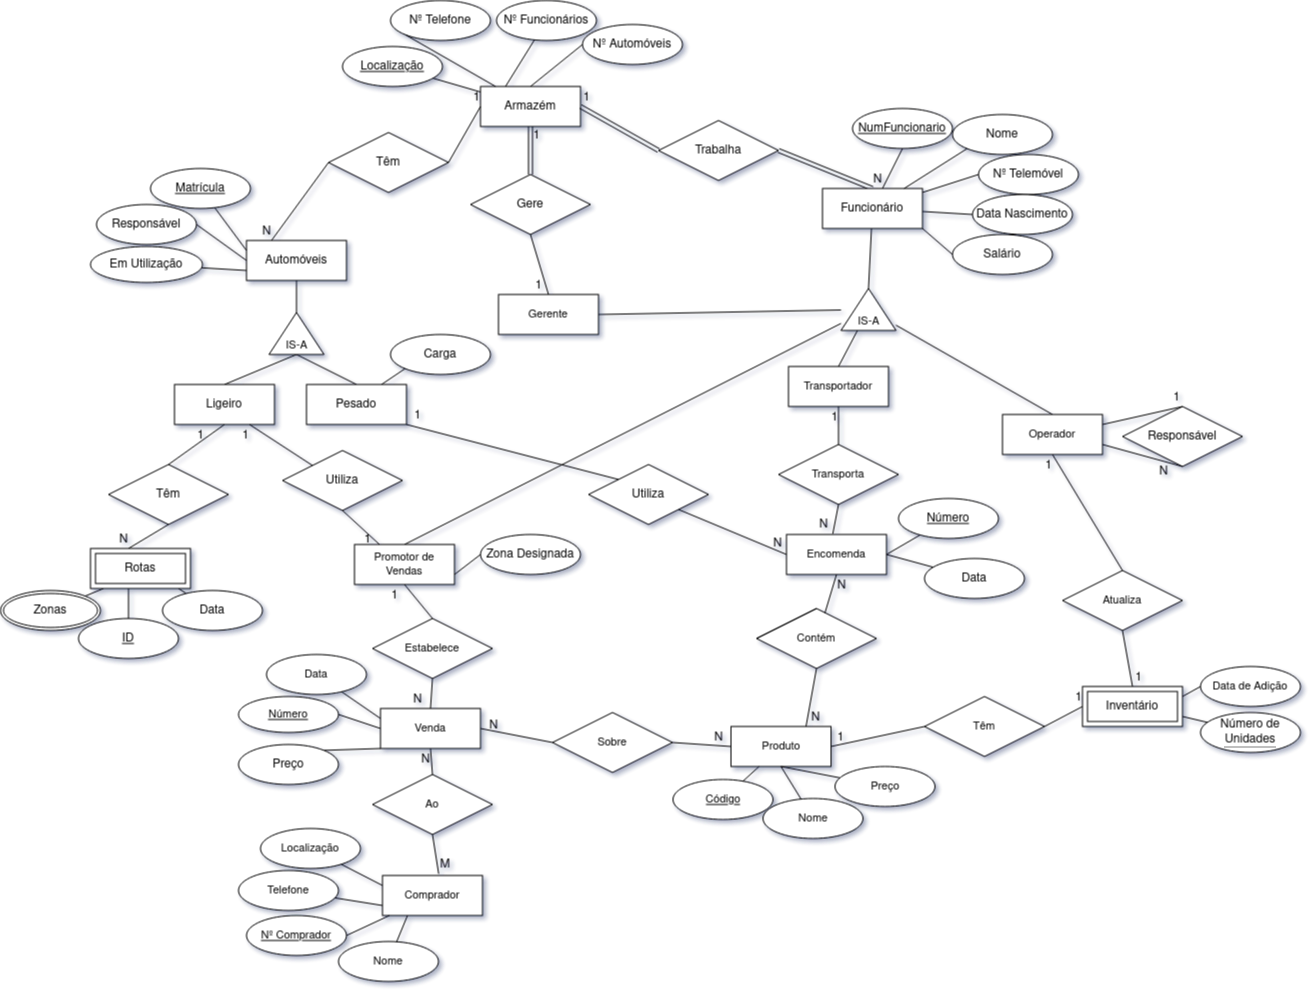 Nº Telefone
Nº Funcionários
Nº Automóveis
Localização
1
Armazém
1
1
NumFuncionario
Nome
Têm
Trabalha
Nº Telemóvel
N
Matrícula
Gere
Funcionário
Data Nascimento
Responsável
N
Salário
Em Utilização
Automóveis
1
Gerente
IS-A
IS-A
Carga
Transportador
Ligeiro
Pesado
1
1
1
1
1
Operador
Responsável
N
1
Têm
Utiliza
Utiliza
Transporta
Número
N
N
1
N
Encomenda
Rotas
Promotor de
Vendas
Zona Designada
Data
N
Zonas
Data
ID
1
Atualiza
Contém
Estabelece
Data
1
Data de Adição
N
1
Inventário
Número
N
N
N
Número de
Unidades
Venda
Sobre
Produto
1
Têm
Preço
N
Código
Preço
Nome
Ao
Localização
M
Telefone
Comprador
Nº Comprador
Nome